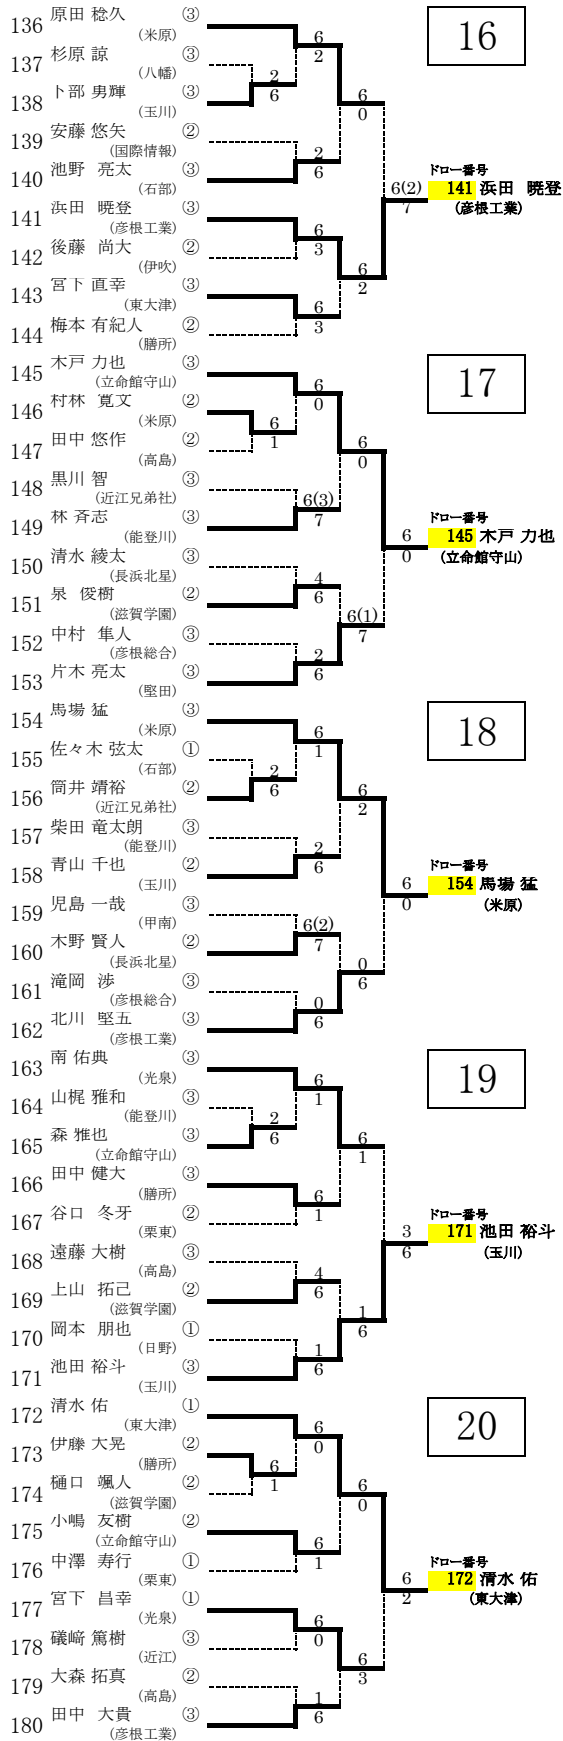 16
136 原田 稔久 ③
(米原)
137 杉原 諒 ③
(八幡)
138 卜部 勇輝 ③
(玉川)
139 安藤 悠矢 ②
(国際情報)
140 池野 亮太 ③
(石部)
141 浜田 暁登 ③
(彦根工業)
142 後藤 尚大 ②
(伊吹)
143 宮下 直幸 ③
(東大津)
144 梅本 有紀人 ②
(膳所)
6
2
2
6
2
6
6
3
6
3
6
0
6
2
6(2)
7
ドロー番号
141 浜田 暁登
(彦根工業)
17
145 木戸 力也 ③
(立命館守山)
146 村林 寛文 ②
(米原)
147 田中 悠作 ②
(高島)
148 黒川 智 ③
(近江兄弟社)
149 林 斉志 ③
(能登川)
150 清水 綾太 ③
(長浜北星)
151 泉 俊樹 ②
(滋賀学園)
152 中村 隼人 ③
(彦根総合)
153 片木 亮太 ③
(堅田)
6
0
6
1
6(3)
7
4
6
2
6
6
0
6(1)
7
6
0
ドロー番号
145 木戸 力也
(立命館守山)
18
154 馬場 猛 ③
(米原)
155 佐々木 弦太 ①
(石部)
156 筒井 靖裕 ②
(近江兄弟社)
157 柴田 竜太朗 ③
(能登川)
158 青山 千也 ②
(玉川)
159 児島 一哉 ③
(甲南)
160 木野 賢人 ②
(長浜北星)
161 滝岡 渉 ③
(彦根総合)
162 北川 堅五 ③
(彦根工業)
6
1
2
6
2
6
6(2)
7
0
6
6
2
0
6
6
0
ドロー番号
154 馬場 猛
(米原)
19
163 南 佑典 ③
(光泉)
164 山梶 雅和 ③
(能登川)
165 森 雅也 ③
(立命館守山)
166 田中 健大 ③
(膳所)
167 谷口 冬牙 ②
(栗東)
168 遠藤 大樹 ③
(高島)
169 上山 拓己 ②
(滋賀学園)
170 岡本 朋也 ①
(日野)
171 池田 裕斗 ③
(玉川)
6
1
2
6
6
1
4
6
1
6
6
1
1
6
3
6
ドロー番号
171 池田 裕斗
(玉川)
20
172 清水 佑 ①
(東大津)
173 伊藤 大晃 ②
(膳所)
174 樋口 颯人 ②
(滋賀学園)
175 小嶋 友樹 ②
(立命館守山)
176 中澤 寿行 ①
(栗東)
177 宮下 昌幸 ①
(光泉)
178 礒﨑 篤樹 ③
(近江)
179 大森 拓真 ②
(高島)
180 田中 大貴 ③
(彦根工業)
6
0
6
1
6
1
6
0
1
6
6
0
6
3
6
2
ドロー番号
172 清水 佑
(東大津)